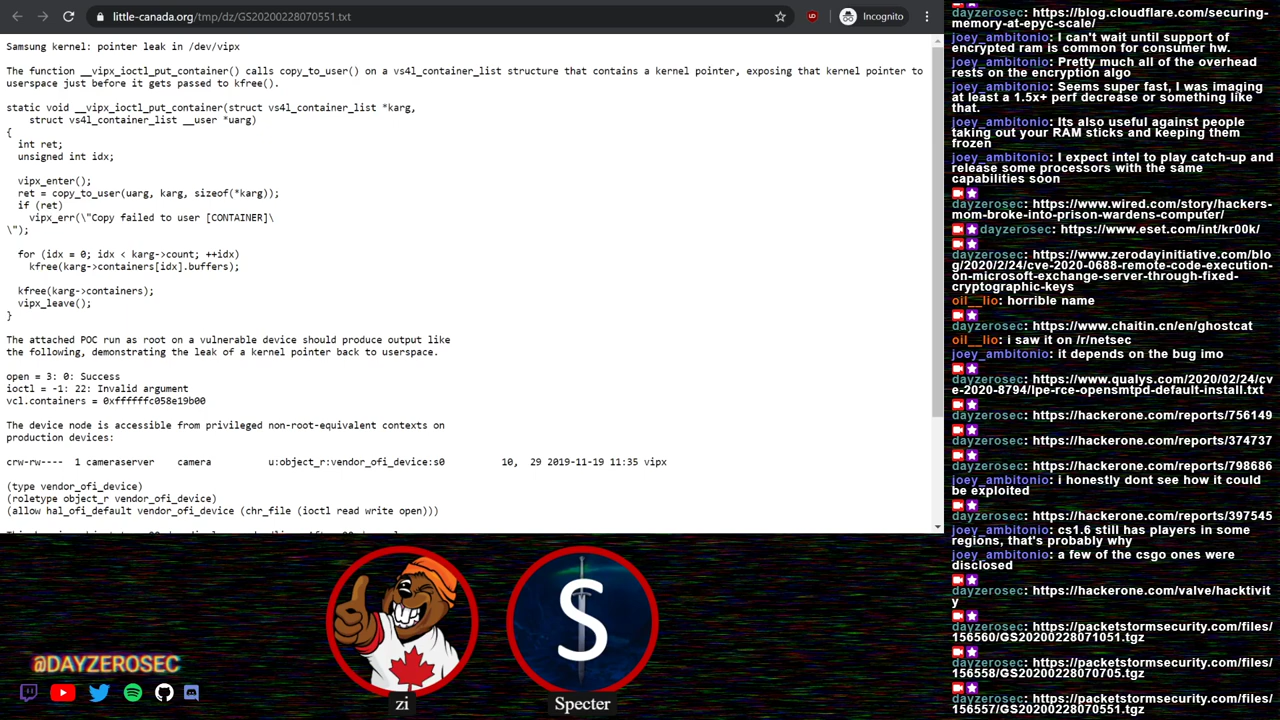 little-canada.org/tmp/dz/GS20200228070551.txt
Incognito
Samsung kernel: pointer leak in /dev/vipx
The function __vipx_ioctl_put_container() calls copy_to_user() on a vs4l_container_list structure that contains a kernel pointer, exposing that kernel pointer to
userspace just before it gets passed to kfree().
static void __vipx_ioctl_put_container(struct vs4l_container_list *karg,
    struct vs4l_container_list __user *uarg)
{
  int ret;
  unsigned int idx;
  vipx_enter();
  ret = copy_to_user(uarg, karg, sizeof(*karg));
  if (ret)
    vipx_err(\"Copy failed to user [CONTAINER]\
\");
  for (idx = 0; idx < karg->count; ++idx)
    kfree(karg->containers[idx].buffers);
  kfree(karg->containers);
  vipx_leave();
}
The attached POC run as root on a vulnerable device should produce output like
the following, demonstrating the leak of a kernel pointer back to userspace.
open = 3: 0: Success
ioctl = -1: 22: Invalid argument
vcl.containers = 0xffffffc058e19b00
The device node is accessible from privileged non-root-equivalent contexts on
production devices:
crw-rw---- 1 cameraserver camera u:object_r:vendor_ofi_device:s0 10, 29 2019-11-19 11:35 vipx
(type vendor_ofi_device)
(roletype object_r vendor_ofi_device)
(allow hal_ofi_default vendor_ofi_device (chr_file (ioctl read write open)))
dayzerosec: https://blog.cloudflare.com/securing-
memory-at-epyc-scale/
joey_ambitonio: I can't wait until support of
encrypted ram is common for consumer hw.
joey_ambitonio: Pretty much all of the overhead
rests on the encryption algo
joey_ambitonio: Seems super fast, I was imaging
at least a 1.5x+ perf decrease or something like
that.
joey_ambitonio: Its also useful against people
taking out your RAM sticks and keeping them
frozen
joey_ambitonio: I expect intel to play catch-up and
release some processors with the same
capabilities soon
dayzerosec: https://www.wired.com/story/hackers-
mom-broke-into-prison-wardens-computer/
dayzerosec: https://www.eset.com/int/kr00k/
dayzerosec: https://www.zerodayinitiative.com/blo
g/2020/2/24/cve-2020-0688-remote-code-execution-
on-microsoft-exchange-server-through-fixed-
cryptographic-keys
oil__lio: horrible name
dayzerosec: https://www.chaitin.cn/en/ghostcat
oil__lio: i saw it on /r/netsec
joey_ambitonio: it depends on the bug imo
dayzerosec: https://www.qualys.com/2020/02/24/cv
e-2020-8794/lpe-rce-opensmtpd-default-install.txt
dayzerosec: https://hackerone.com/reports/756149
dayzerosec: https://hackerone.com/reports/374737
dayzerosec: https://hackerone.com/reports/768686
joey_ambitonio: i honestly dont see how it could
be exploited
dayzerosec: https://hackerone.com/reports/397545
joey_ambitonio: css1.6 still has players in some
regions, that's probably why
joey_ambitonio: a few of the csgo ones were
disclosed
dayzerosec: https://hackerone.com/valve/hacktivit
y
dayzerosec: https://packetstormsecurity.com/files/
156560/GS20200228071051.tgz
dayzerosec: https://packetstormsecurity.com/files/
156558/GS20200228070705.tgz
dayzerosec: https://packetstormsecurity.com/files/
156557/GS20200228070551.tgz
@DAYZEROSEC
S
zi
Specter